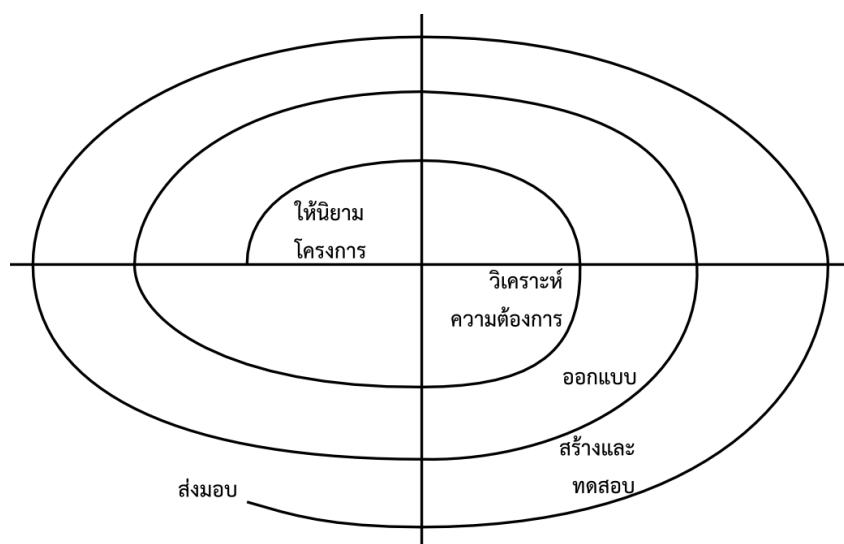 ให้นิยาม
โครงการ
วิเคราะห์
ความต้องการ
ออกแบบ
สร้างและ
ทดสอบ
ส่งมอบ